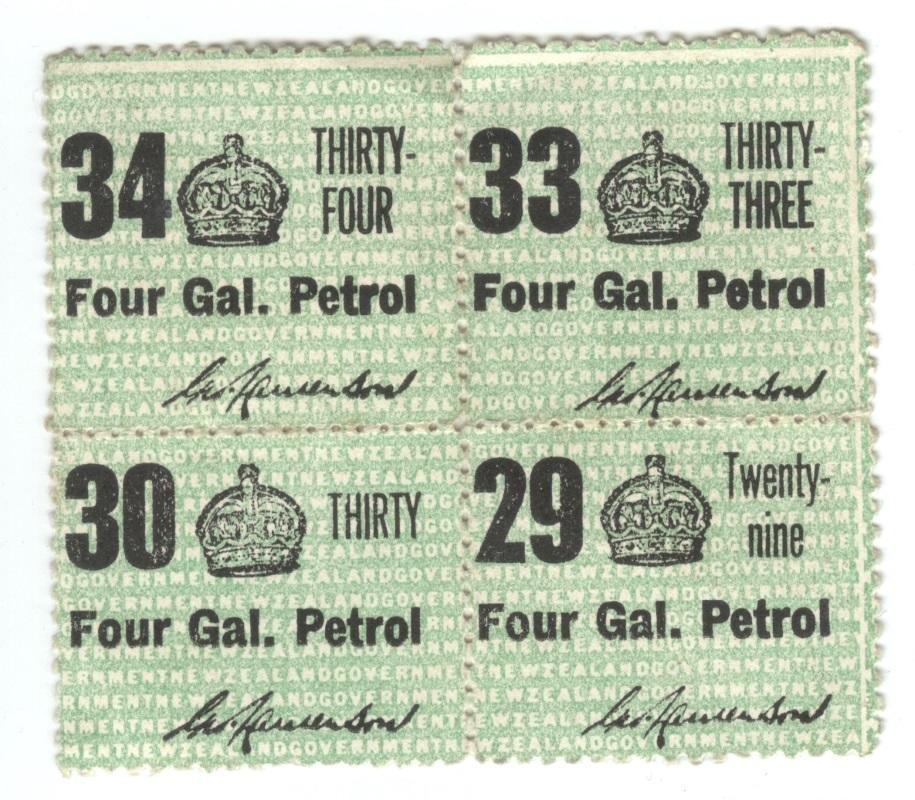 34 THIRTY-
FOUR
Four Gal. Petrol
33 THIRTY-
THREE
Four Gal. Petrol
30 THIRTY
Four Gal. Petrol
29 Twenty-
nine
Four Gal. Petrol
NEWZEALANDGOVERNMENT